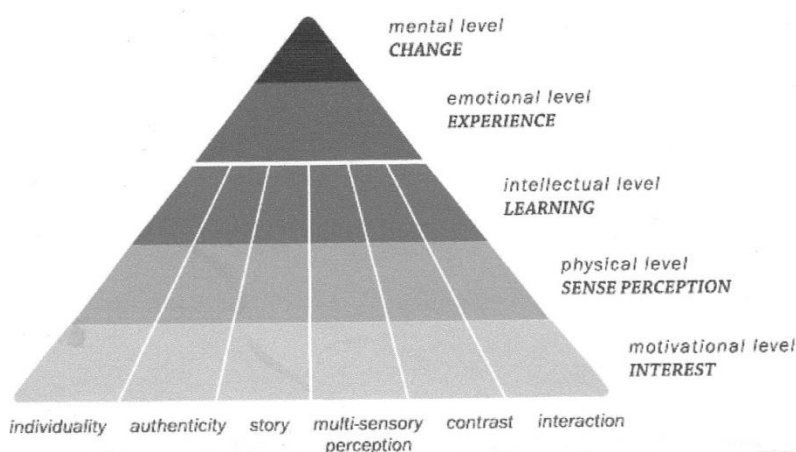 mental level
CHANGE
emotional level
EXPERIENCE
intellectual level
LEARNING
physical level
SENSE PERCEPTION
motivational level
INTEREST
individuality authenticity story multi-sensory contrast interaction
perception